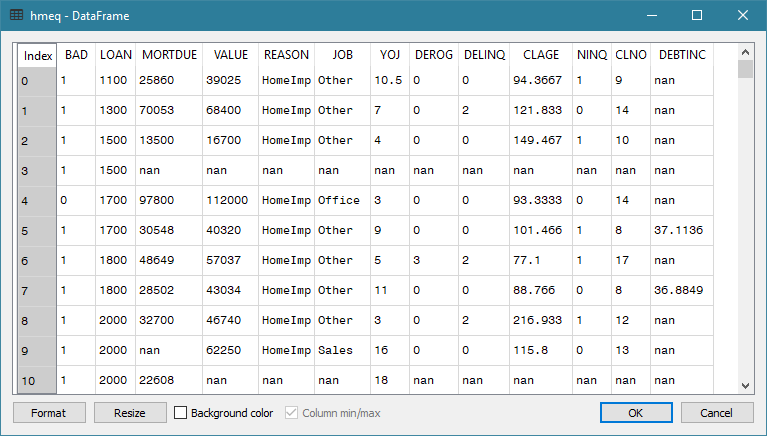 hmeq - DataFrame
Index BAD LOAN MORTDUE VALUE REASON JOB YOJ DEROG DELINQ CLAGE NINQ CLNO DEBTINC
0 1 1100 25860 39025 HomeImp Other 10.5 0 0 94.3667 1 9 nan
1 1 1300 70053 68400 HomeImp Other 7 0 2 121.833 0 14 nan
2 1 1500 13500 16700 HomeImp Other 4 0 0 149.467 1 10 nan
3 1 1500 nan nan nan nan nan nan nan nan nan nan nan
4 0 1700 97800 112000 HomeImp Office 3 0 0 93.3333 0 14 nan
5 1 1700 30548 40320 HomeImp Other 9 0 0 101.466 1 8 37.1136
6 1 1800 48649 57037 HomeImp Other 5 3 2 77.1 1 17 nan
7 1 1800 28502 43034 HomeImp Other 11 0 0 88.766 0 8 36.8849
8 1 2000 32700 46740 HomeImp Other 3 0 2 216.933 1 12 nan
9 1 2000 nan 62250 HomeImp Sales 16 0 0 115.8 0 13 nan
10 1 2000 22608 nan nan nan 18 nan nan nan nan nan nan
Format Resize Background color Column min/max OK Cancel